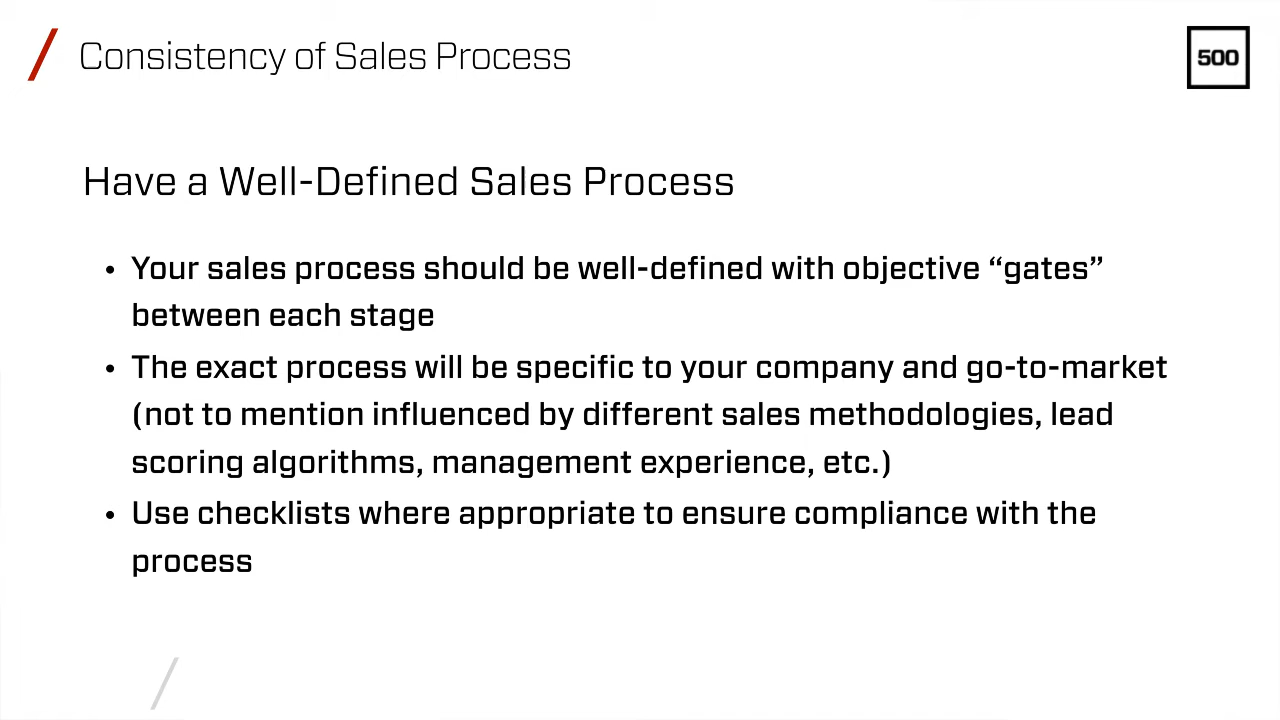 Consistency of Sales Process
500
Have a Well-Defined Sales Process
• Your sales process should be well-defined with objective “gates”
between each stage
• The exact process will be specific to your company and go-to-market
(not to mention influenced by different sales methodologies, lead
scoring algorithms, management experience, etc.)
• Use checklists where appropriate to ensure compliance with the
process